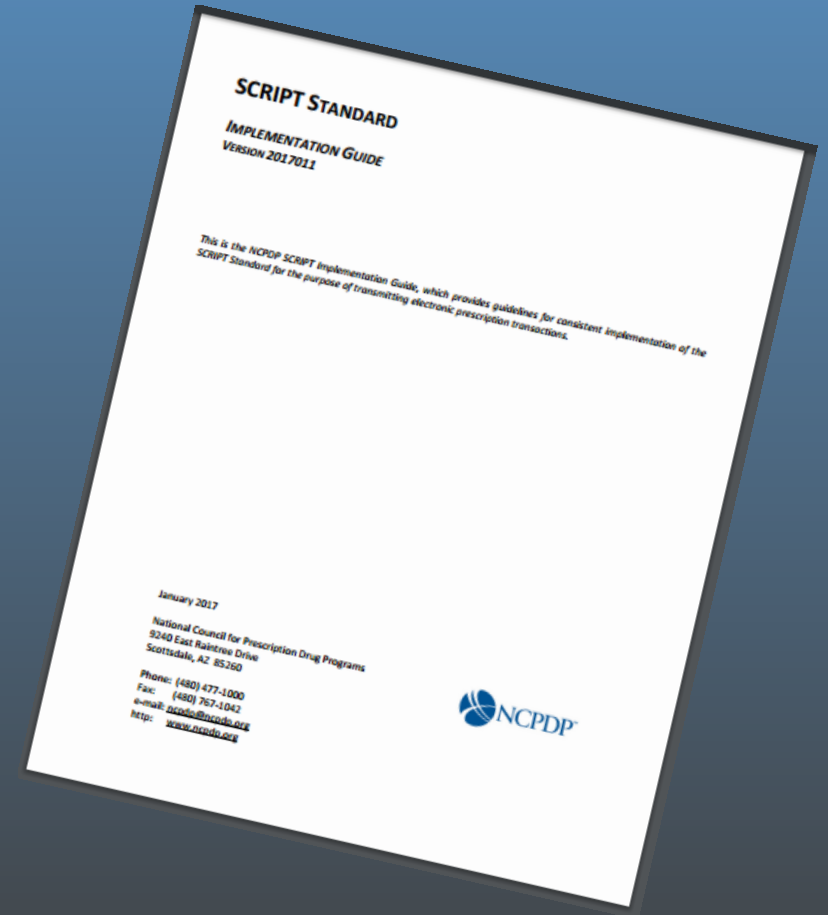 SCRIPT STANDARD
IMPLEMENTATION GUIDE
VERSION 2017011
This is the NCPDP SCRIPT Implementation Guide, which provides guidelines for consistent implementation of the
SCRIPT Standard for the purpose of transmitting electronic prescription transactions.
January 2017
National Council for Prescription Drug Programs
9240 East Raintree Drive
Scottsdale, AZ 85260
Phone: (480) 477-1000
Fax: (480) 767-1042
e-mail: ncpdp@ncpdp.org
http: www.ncpdp.org
NCPDP™